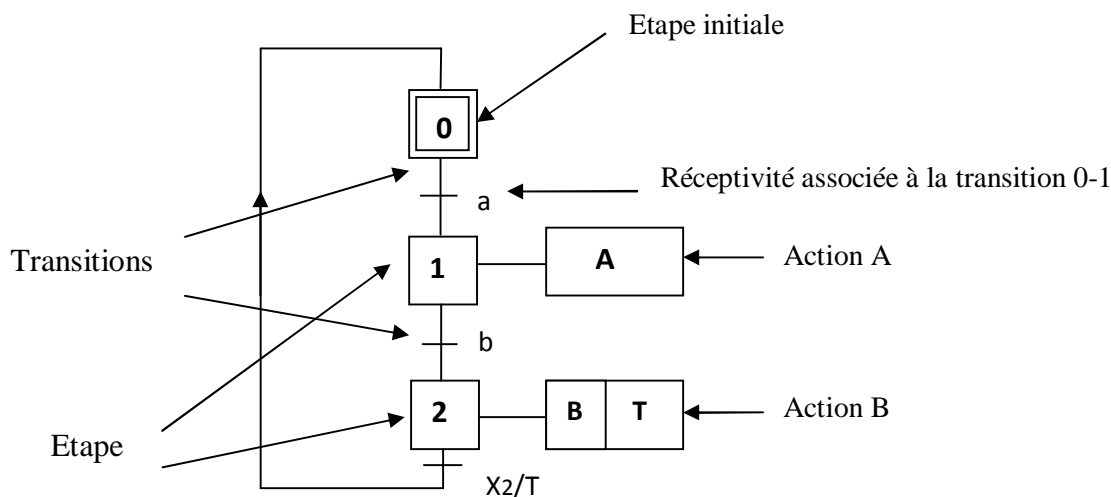 Etape initiale
0
a
Réceptivité associée à la transition 0-1
Transitions
1
A
Action A
b
2
B
T
Action B
Etape
X2/T